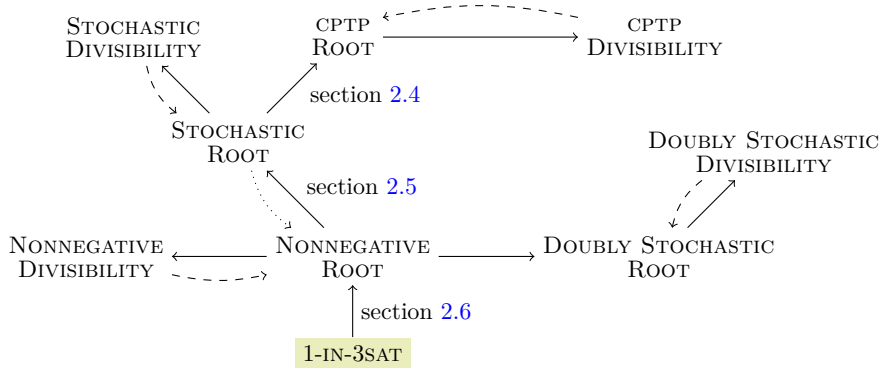 STOCHASTIC
DIVISIBILITY
CPTP
ROOT
CPTP
DIVISIBILITY
section 2.4
STOCHASTIC
ROOT
DOUBLY STOCHASTIC
DIVISIBILITY
section 2.5
NONNEGATIVE
DIVISIBILITY
NONNEGATIVE
ROOT
DOUBLY STOCHASTIC
ROOT
section 2.6
1-IN-3SAT